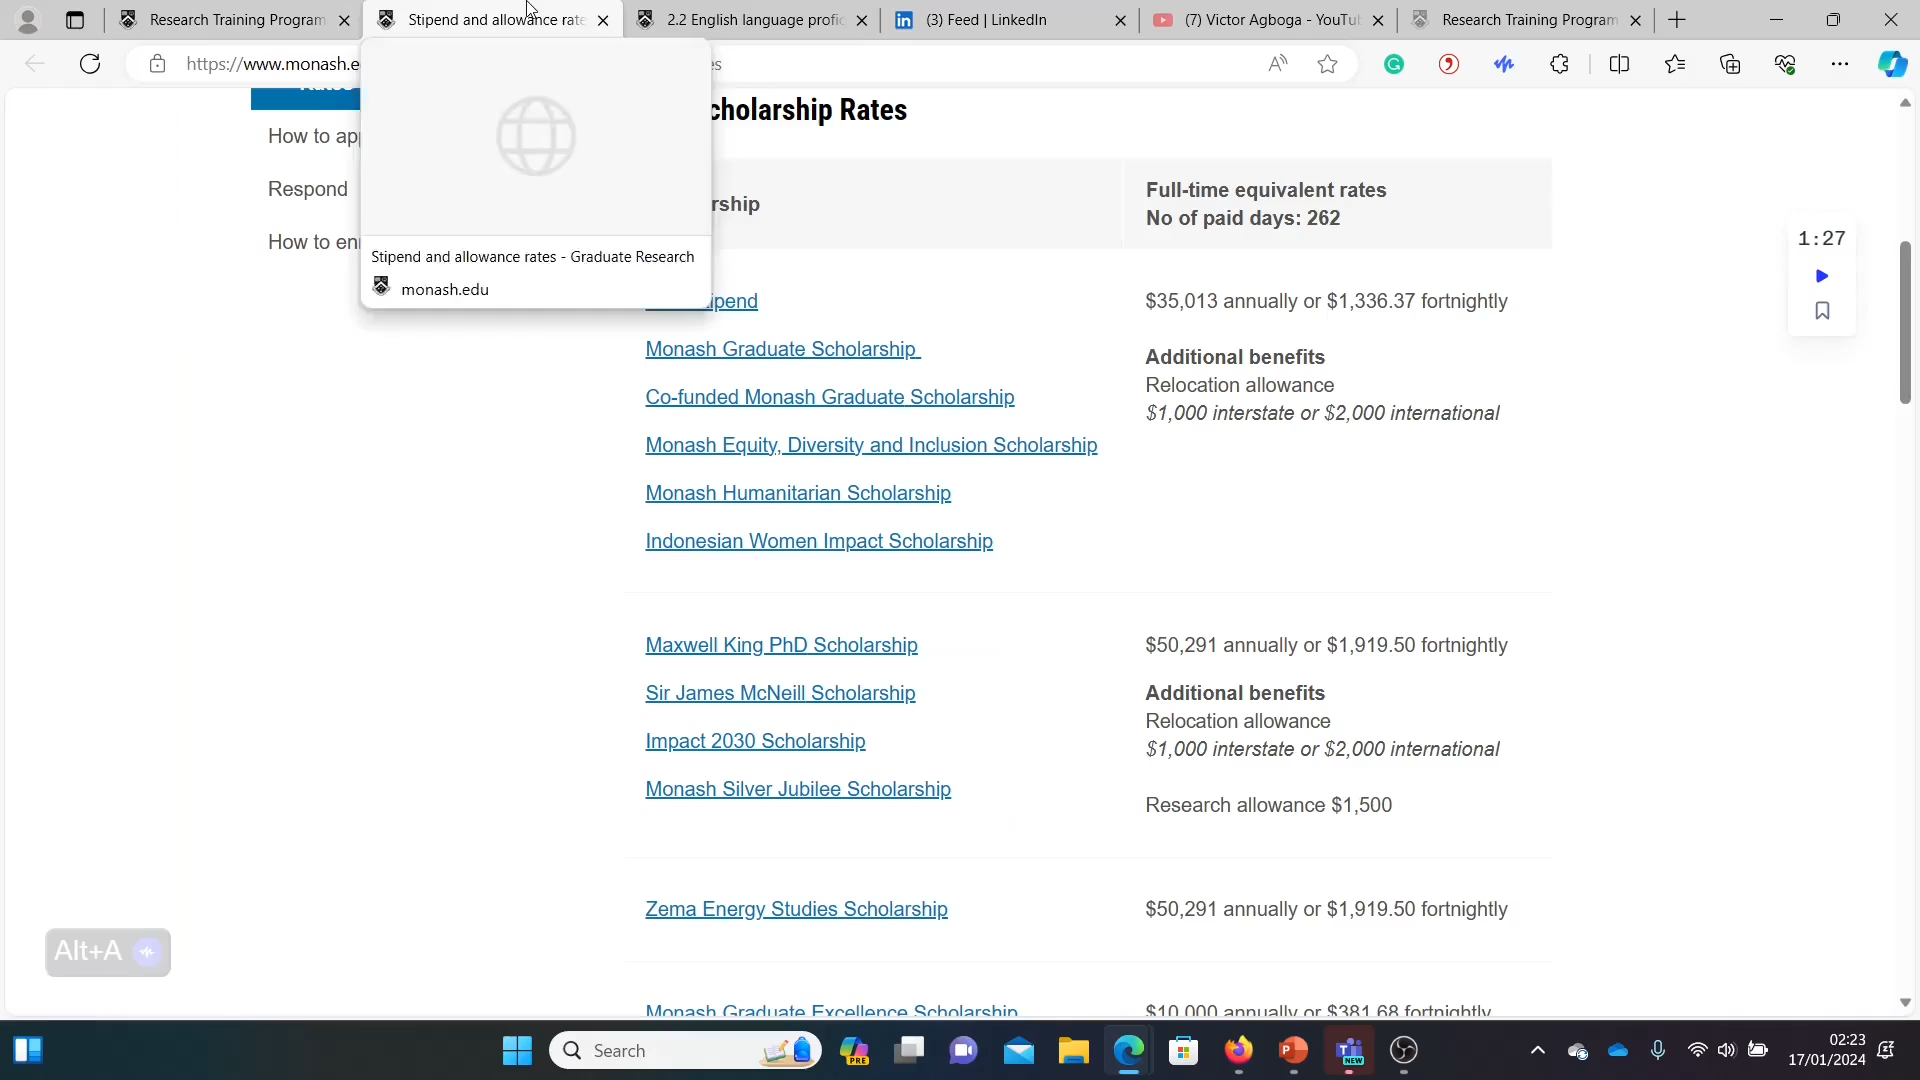 Research Training Program
Stipend and allowance rate
2.2 English language profic
(3) Feed | LinkedIn
(7) Victor Agboga - YouTu
Research Training Program
https://www.monash.e
es
How to app
Respond
How to en
Stipend and allowance rates - Graduate Research
monash.edu
cholarship Rates
rship
Full-time equivalent rates
No of paid days: 262
ipend
$35,013 annually or $1,336.37 fortnightly
Monash Graduate Scholarship
Additional benefits
Relocation allowance
$1,000 interstate or $2,000 international
Co-funded Monash Graduate Scholarship
Monash Equity, Diversity and Inclusion Scholarship
Monash Humanitarian Scholarship
Indonesian Women Impact Scholarship
Maxwell King PhD Scholarship
$50,291 annually or $1,919.50 fortnightly
Sir James McNeill Scholarship
Additional benefits
Relocation allowance
$1,000 interstate or $2,000 international
Impact 2030 Scholarship
Monash Silver Jubilee Scholarship
Research allowance $1,500
Zema Energy Studies Scholarship
$50,291 annually or $1,919.50 fortnightly
Monash Graduate Excellence Scholarship
$10,000 annually or $381.68 fortnightly
1:27
Alt+A
Search
PRE
NEW
02:23
17/01/2024